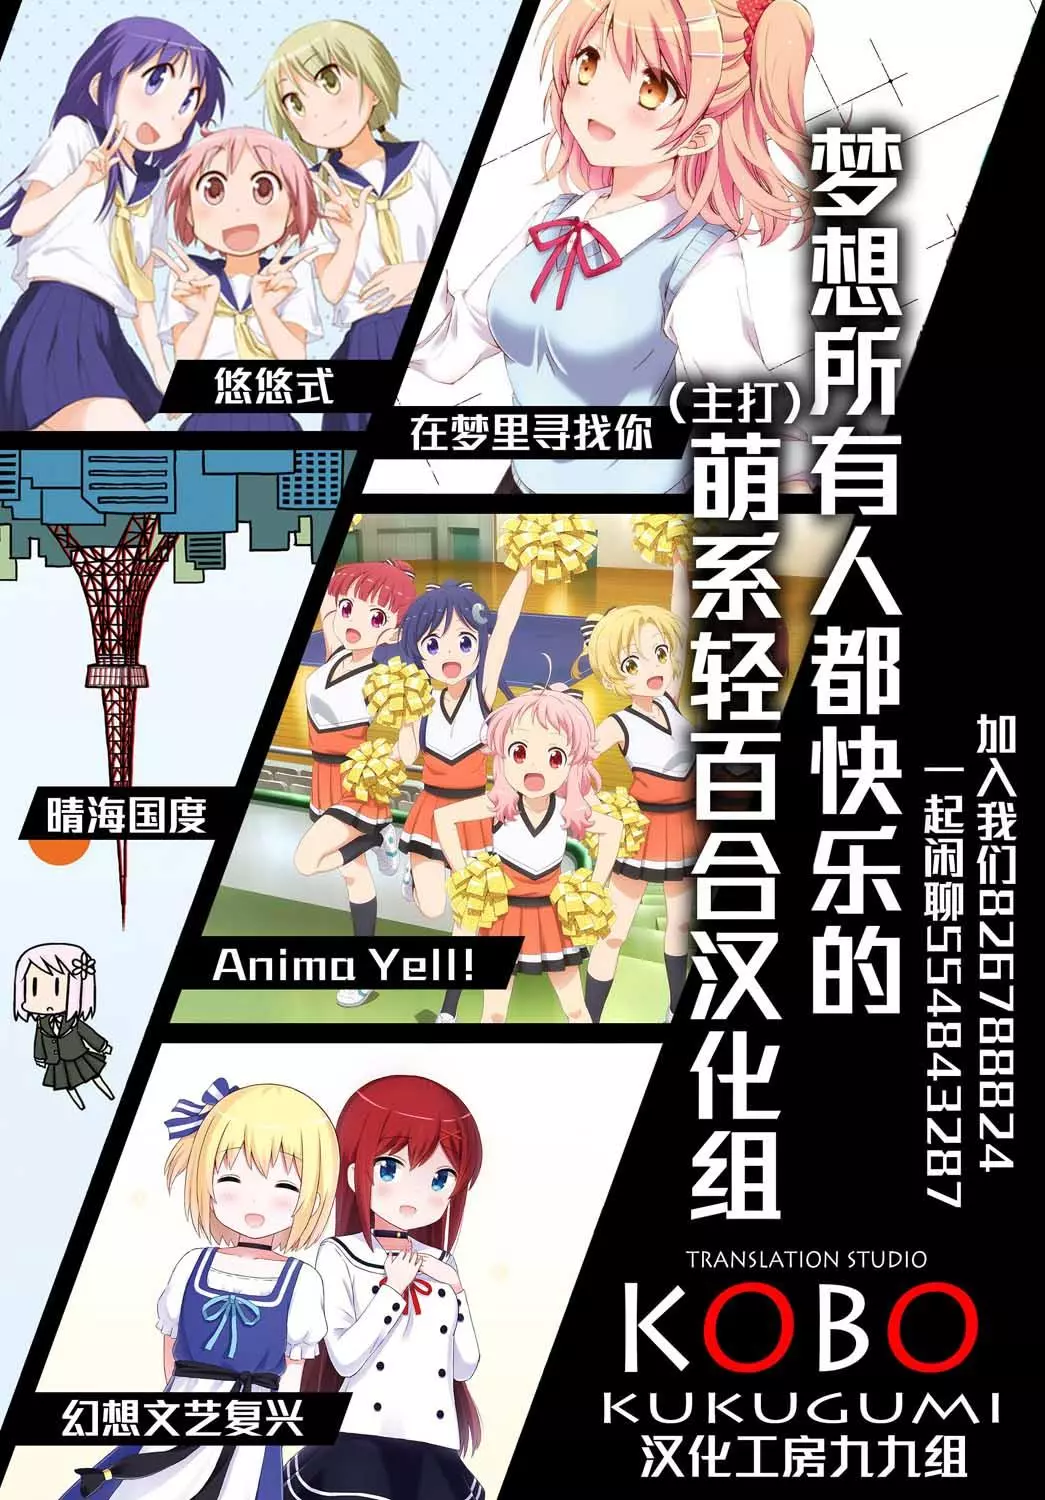 梦想所有人都快乐的
(主打)
萌系轻百合汉化组
加入我们826788824
一起闲聊554843287
悠悠式
在梦里寻找你
晴海国度
Anima Yell!
幻想文艺复兴
TRANSLATION STUDIO
KOBO
KUKUGUMI
汉化工房九九组